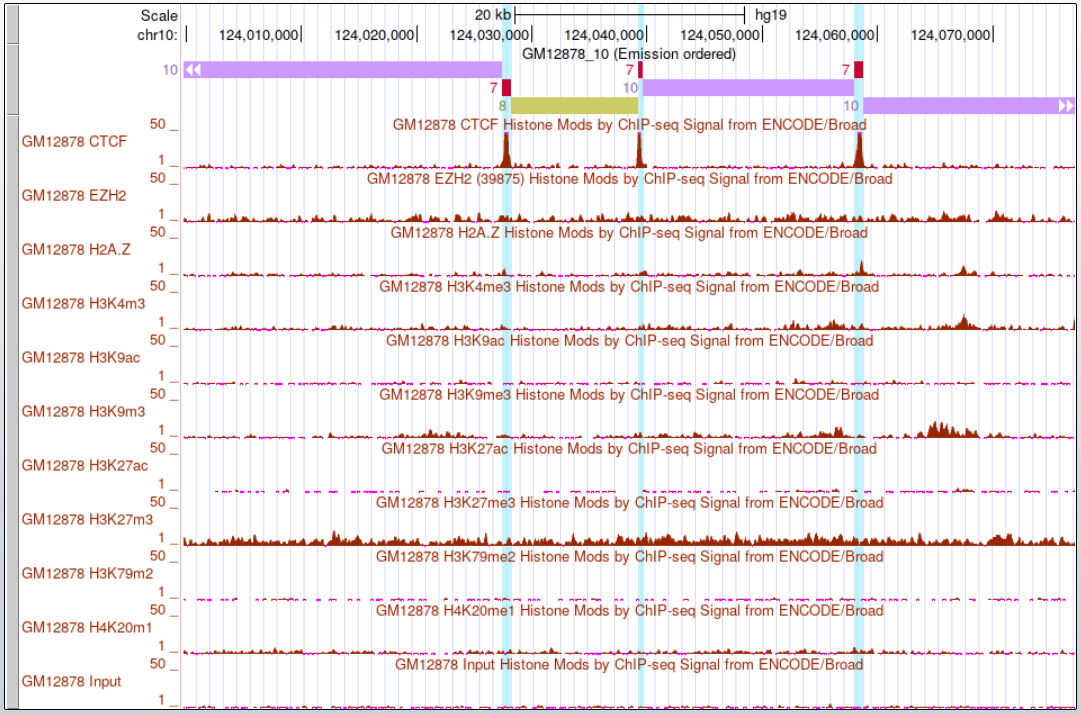 Scale 20 kb hg19
chr10: 124,010,000 124,020,000 124,030,000 124,040,000 124,050,000 124,060,000 124,070,000
GM12878_10 (Emission ordered)
10 7 7
7 10
8 10
GM12878 CTCF Histone Mods by ChIP-seq Signal from ENCODE/Broad
50
GM12878 CTCF
1
GM12878 EZH2 (39875) Histone Mods by ChIP-seq Signal from ENCODE/Broad
50
GM12878 EZH2
1
GM12878 H2A.Z Histone Mods by ChIP-seq Signal from ENCODE/Broad
50
GM12878 H2A.Z
1
GM12878 H3K4me3 Histone Mods by ChIP-seq Signal from ENCODE/Broad
50
GM12878 H3K4m3
1
GM12878 H3K9ac Histone Mods by ChIP-seq Signal from ENCODE/Broad
50
GM12878 H3K9ac
1
GM12878 H3K9me3 Histone Mods by ChIP-seq Signal from ENCODE/Broad
50
GM12878 H3K9m3
1
GM12878 H3K27ac Histone Mods by ChIP-seq Signal from ENCODE/Broad
50
GM12878 H3K27ac
1
GM12878 H3K27me3 Histone Mods by ChIP-seq Signal from ENCODE/Broad
50
GM12878 H3K27m3
1
GM12878 H3K79me2 Histone Mods by ChIP-seq Signal from ENCODE/Broad
50
GM12878 H3K79m2
1
GM12878 H4K20me1 Histone Mods by ChIP-seq Signal from ENCODE/Broad
50
GM12878 H4K20m1
1
GM12878 Input Histone Mods by ChIP-seq Signal from ENCODE/Broad
50
GM12878 Input
1